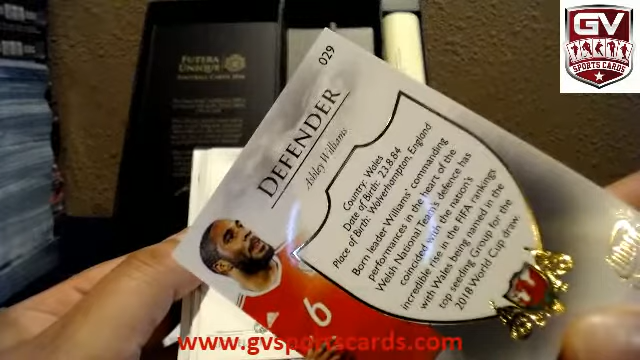 GV
SPORTS CARDS
FUTERA
UNIQUE
FOOTBALL CARDS 2016
029
DEFENDER
Ashley Williams
Country: Wales
Date of Birth: 23.8.84
Place of Birth: Wolverhampton, England
Born leader Williams' commanding
performances in the heart of the
Welsh National Team's defence has
coincided with the nation's
incredible rise in the FIFA rankings
with Wales being named in the
top seeding Group for the
2018 World Cup draw.
6
www.gvsportscards.com